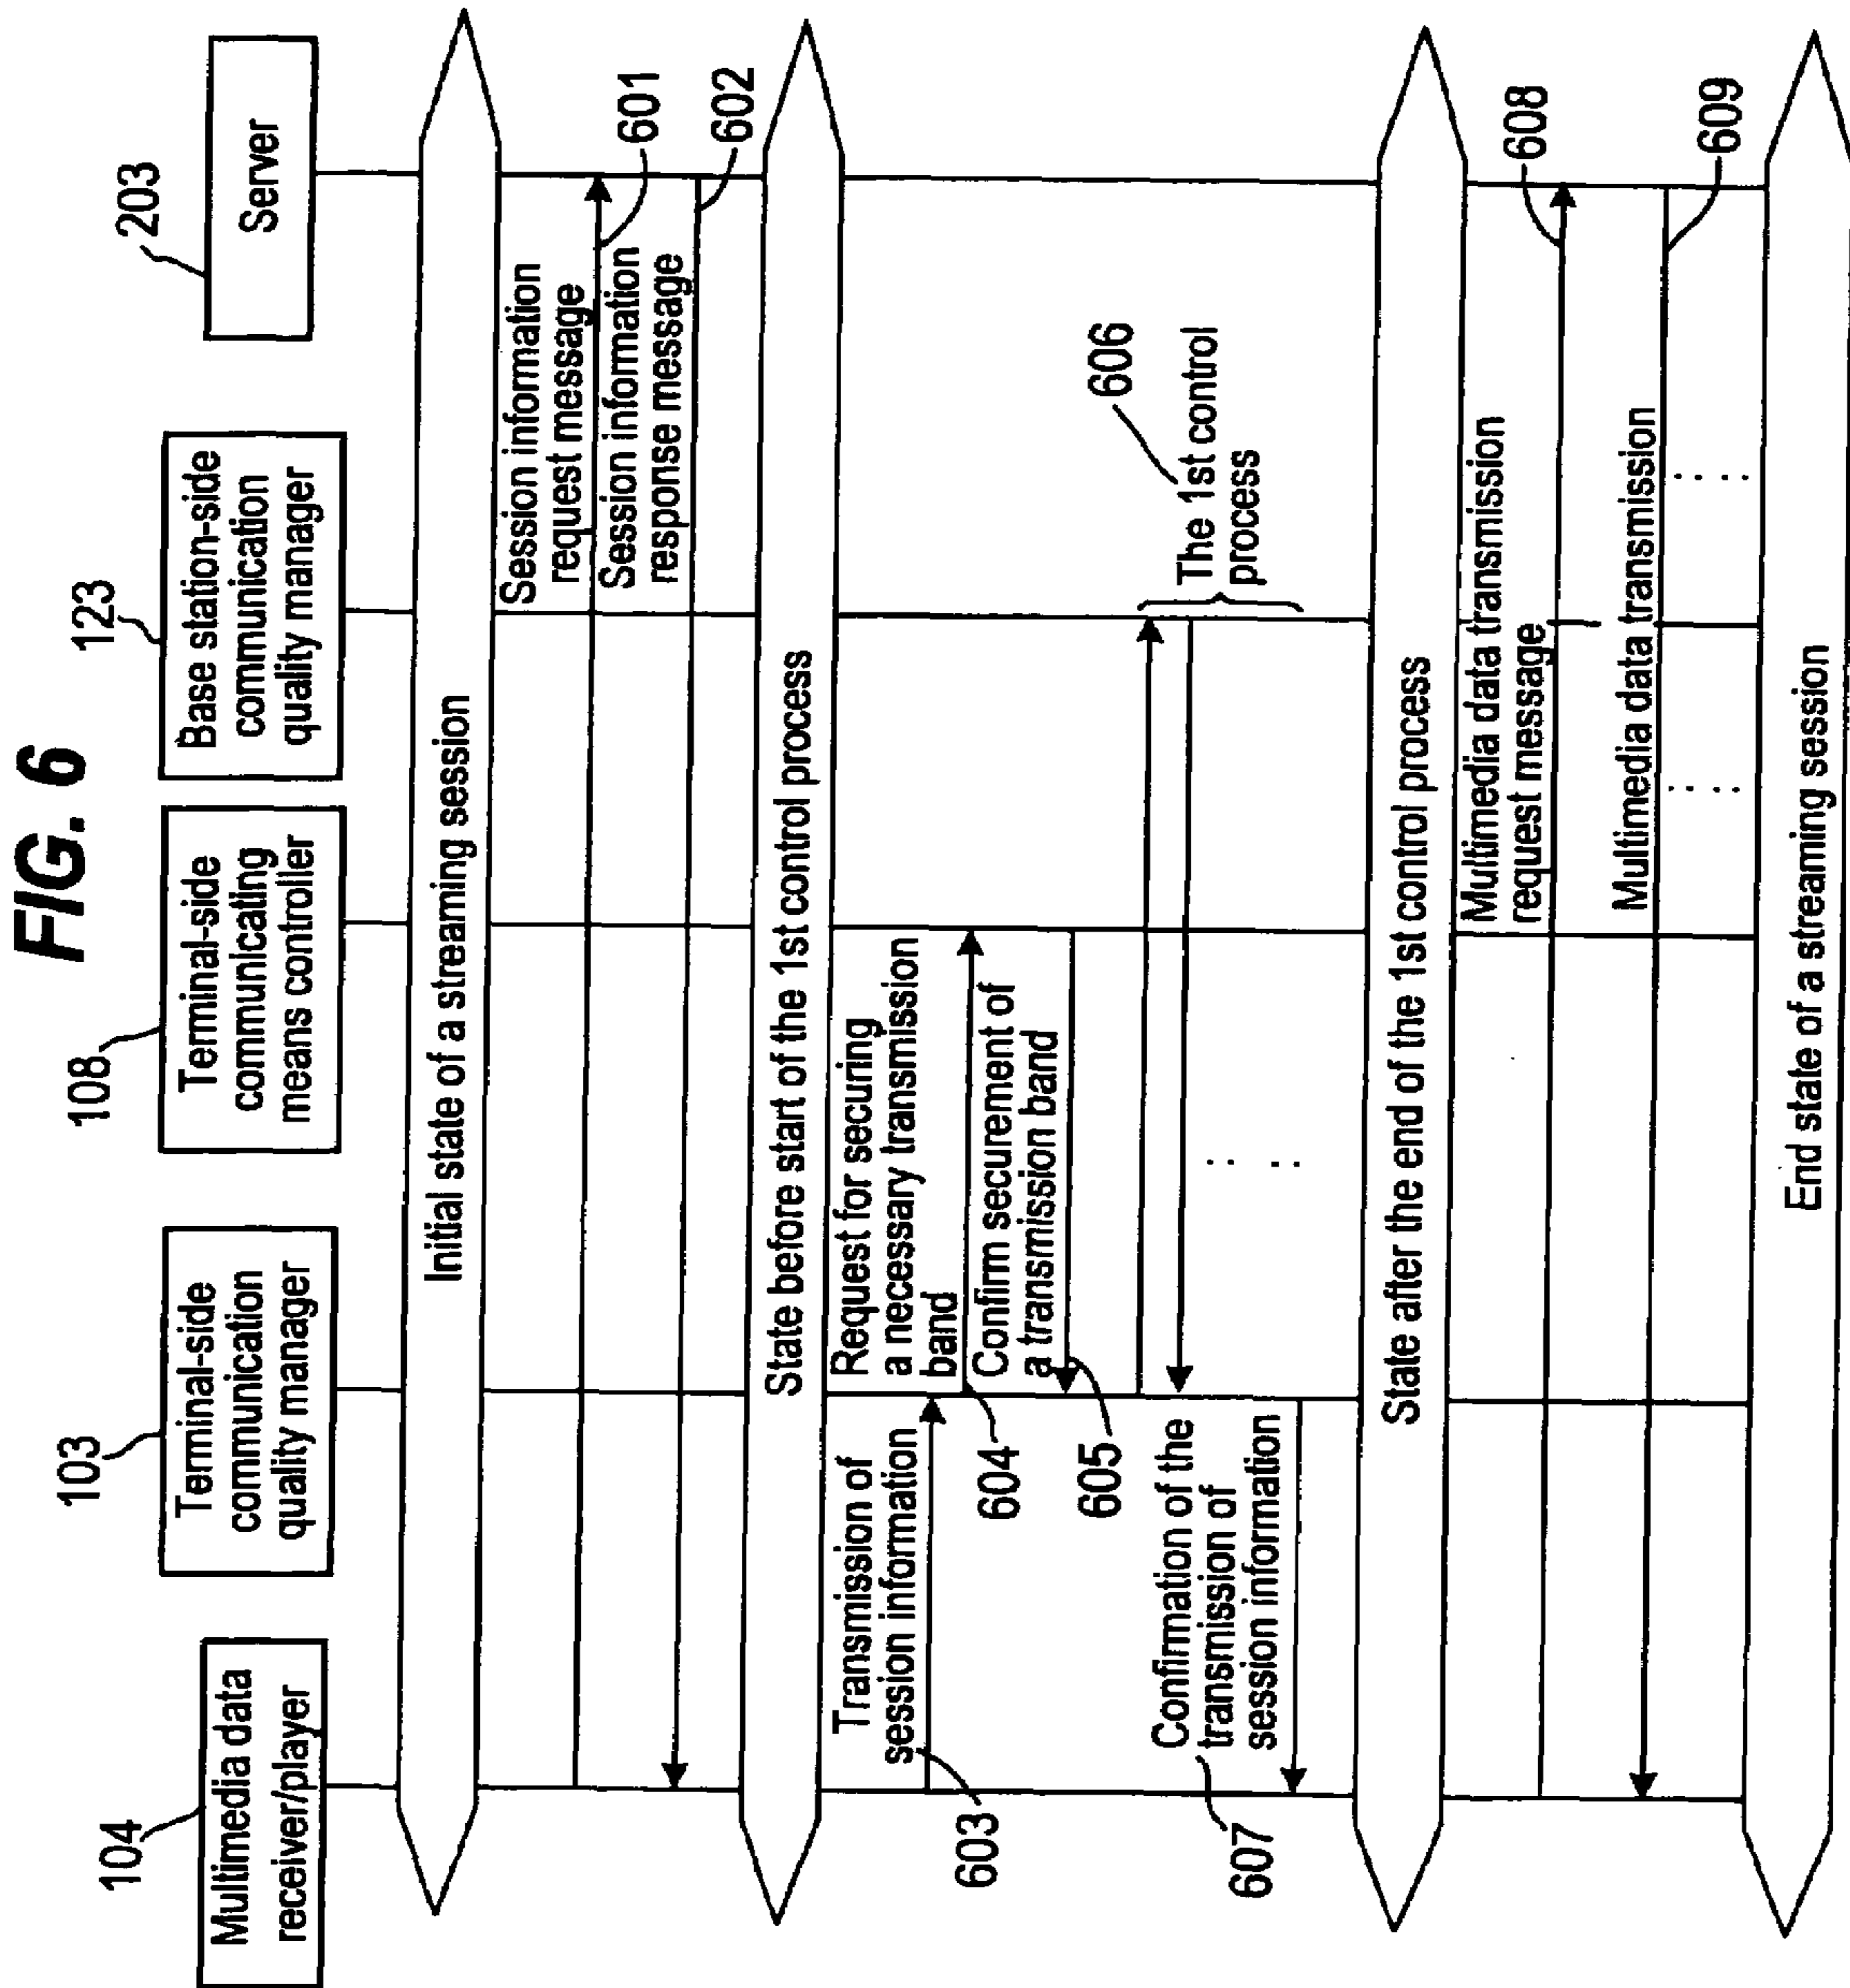 FIG. 6
104
Multimedia data
receiver/player
103
Terminal-side
communication
quality manager
108
Terminal-side
communicating
means controller
123
Base station-side
communication
quality manager
203
Server
Initial state of a streaming session
Session information
request message
601
Session information
response message
602
State before start of the 1st control process
Transmission of
session information
603
Request for securing
a necessary transmission
band
604
Confirm securement of
a transmission band
605
606
The 1st control
process
Confirmation of the
transmission of
session information
607
State after the end of the 1st control process
Multimedia data transmission
request message
608
Multimedia data transmission
609
End state of a streaming session